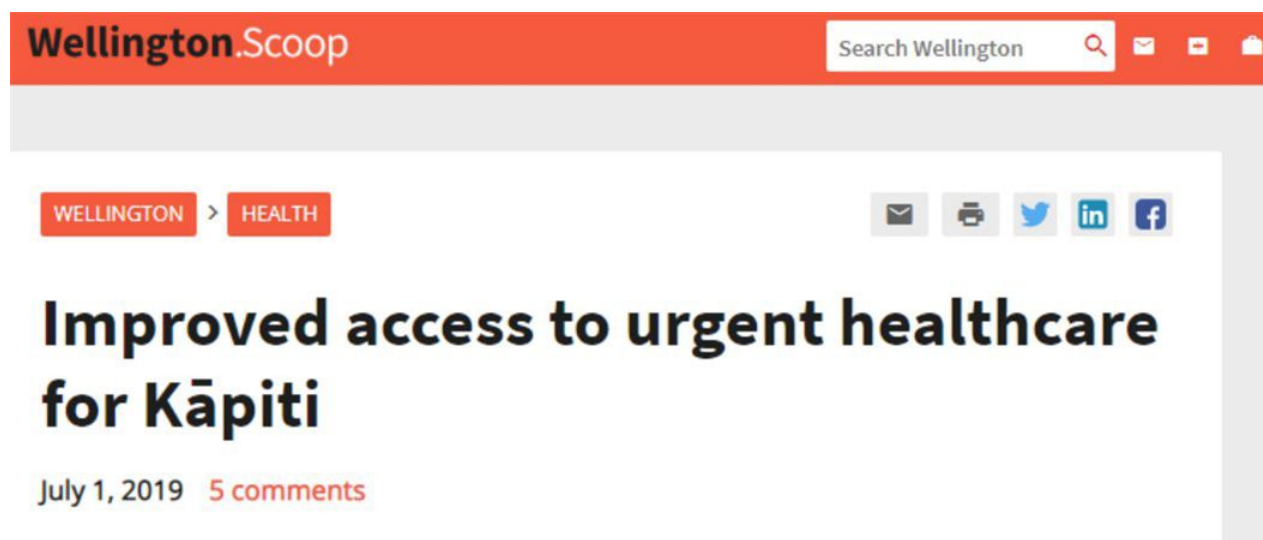 Wellington.Scoop
Search Wellington
WELLINGTON > HEALTH
Improved access to urgent healthcare
for Kāpiti
July 1, 2019 5 comments